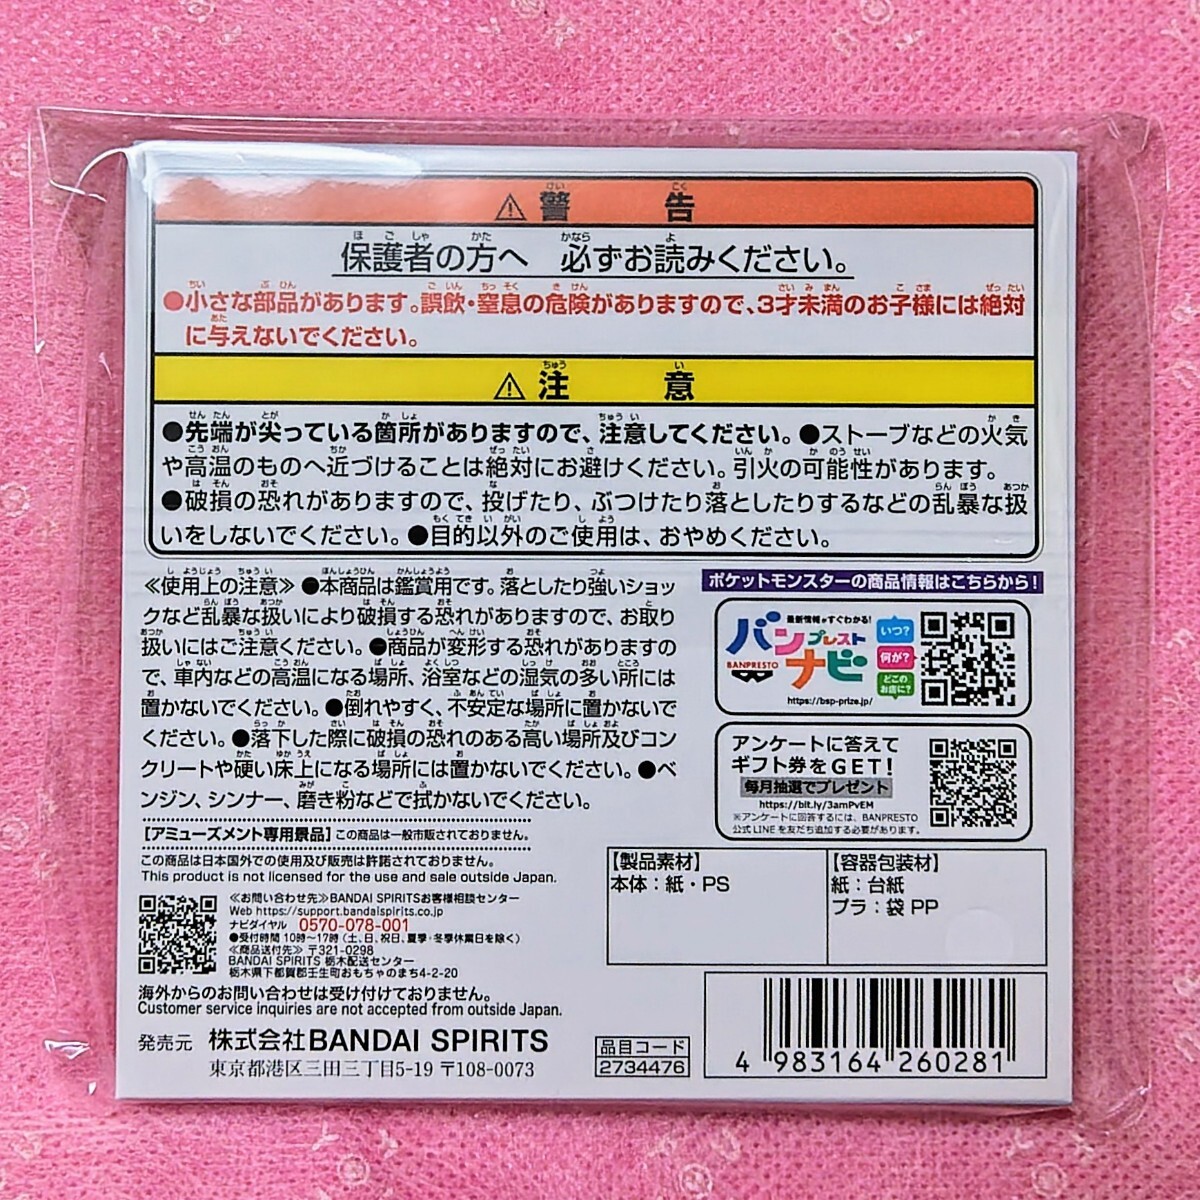 ⚠警告
保護者の方へ 必ずお読みください。
●小さな部品があります。誤飲・窒息の危険がありますので、3才未満のお子様には絶対
に与えないでください。
⚠注意
●先端が尖っている箇所がありますので、注意してください。●ストーブなどの火気
や高温のものへ近づけることは絶対にお避けください。引火の可能性があります。
●破損の恐れがありますので、投げたり、ぶつけたり落としたりするなどの乱暴な扱
いをしないでください。●目的以外のご使用は、おやめください。
≪使用上の注意≫ ●本商品は鑑賞用です。落としたり強いショッ
クなど乱暴な扱いにより破損する恐れがありますので、お取り
扱いにはご注意ください。●商品が変形する恐れがありますの
で、車内などの高温になる場所、浴室などの湿気の多い所には
置かないでください。●倒れやすく、不安定な場所に置かないで
ください。●落下した際に破損の恐れのある高い場所及びコン
クリートや硬い床上になる場所には置かないでください。●ベ
ンジン、シンナー、磨き粉などで拭かないでください。
[アミューズメント専用景品] この商品は一般市販されておりません。
この商品は日本国外での使用及び販売は許諾されておりません。
This product is not licensed for the use and sale outside Japan.
≪お問い合わせ先≫BANDAI SPIRITSお客様相談センター
Web https://support.bandaispirits.co.jp
ナビダイヤル 0570-078-001
●受付時間 10時〜17時 (土、日、祝日、夏季・冬季休業日を除く)
≪商品送付先≫ 〒321-0298
BANDAI SPIRITS 栃木配送センター
栃木県下都賀郡壬生町おもちゃのまち4-2-20
海外からのお問い合わせは受け付けておりません。
Customer service inquiries are not accepted from outside Japan.
発売元 株式会社BANDAI SPIRITS
東京都港区三田三丁目5-19 〒108-0073
ポケットモンスターの商品情報はこちらから!
最新情報がすぐわかる!
バンプレスト
ナビ
BANPRESTO
いつ?
何が?
どこの
お店に?
https://bsp-prize.jp/
アンケートに答えて
ギフト券をGET!
毎月抽選でプレゼント
https://bit.ly/3amPvEM
※アンケートに回答するには、BANPRESTO
公式LINEを友だち追加する必要があります。
【製品素材】
本体:紙・PS
【容器包装材】
紙:台紙
プラ:袋 PP
品目コード
2734476
4 983164 260281